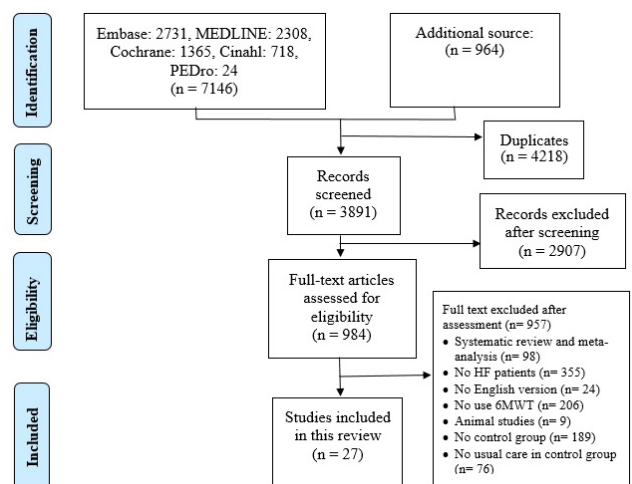 Identification
Embase: 2731, MEDLINE: 2308,
Cochrane: 1365, Cinahl: 718,
PEDro: 24
(n = 7146)
Additional source:
(n = 964)
Duplicates
(n = 4218)
Screening
Records
screened
(n = 3891)
Records excluded
after screening
(n = 2907)
Eligibility
Full-text articles
assessed for
eligibility
(n = 984)
Full text excluded after
assessment (n= 957)
• Systematic review and meta-
analysis (n= 98)
• No HF patients (n= 355)
• No English version (n= 24)
• No use 6MWT (n= 206)
• Animal studies (n= 9)
• No control group (n= 189)
• No usual care in control group
(n= 76)
Included
Studies included
in this review
(n = 27)